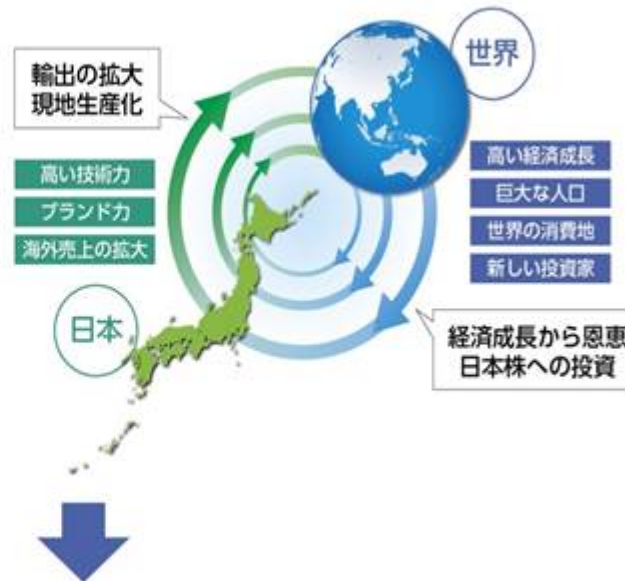 世界
輸出の拡大
現地生産化
高い技術力
ブランド力
海外売上の拡大
高い経済成長
巨大な人口
世界の消費地
新しい投資家
日本
経済成長から恩恵
日本株への投資